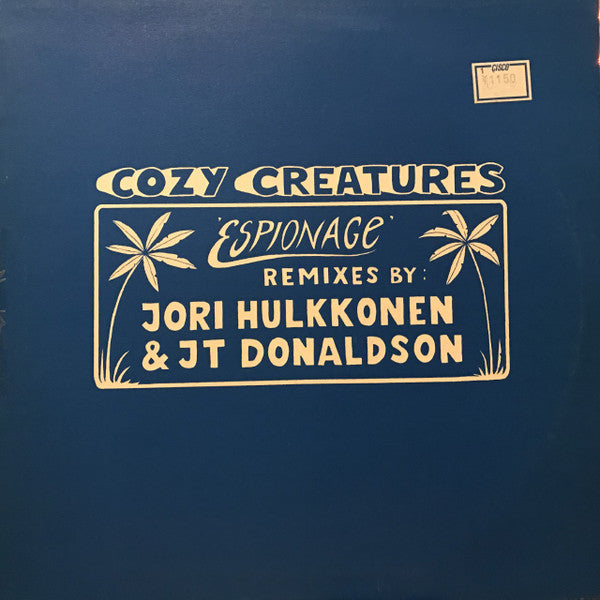 CISCO
¥1150
COZY CREATURES
'ESPIONAGE'
REMIXES BY:
JORI HULKKONEN
& JT DONALDSON